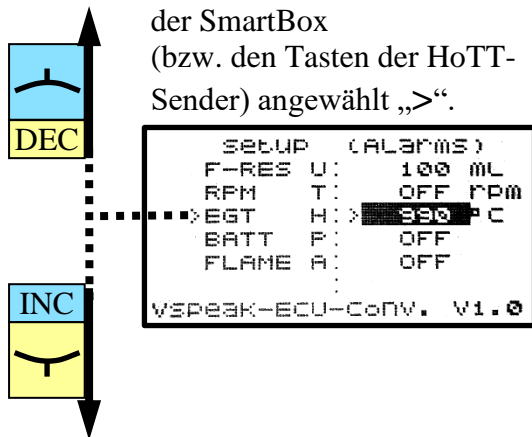 der SmartBox
(bzw. den Tasten der HoTT-
Sender) angewählt „>“.
DEC
INC
Setup (ALarms)
F-RES U: 100 mL
RPM T: OFF rpm
>EGT H:> 990 °C
BATT P: OFF
FLAME A: OFF
:
VSpeak-ECU-Conv. V1.0